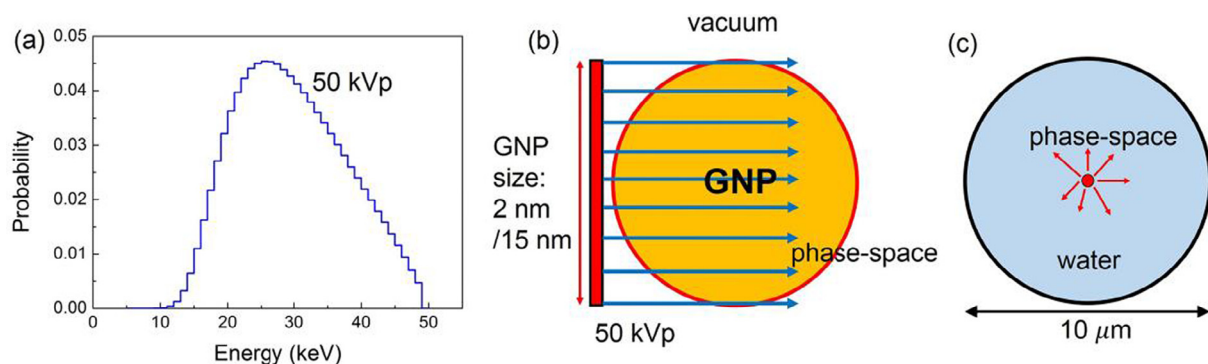 (a)
0.05
0.04
0.03
0.02
0.01
0.00
Probability
50 kVp
0 10 20 30 40 50
Energy (keV)
(b)
vacuum
GNP
size:
2 nm
/15 nm
GNP
phase-space
50 kVp
(c)
phase-space
water
10 μm